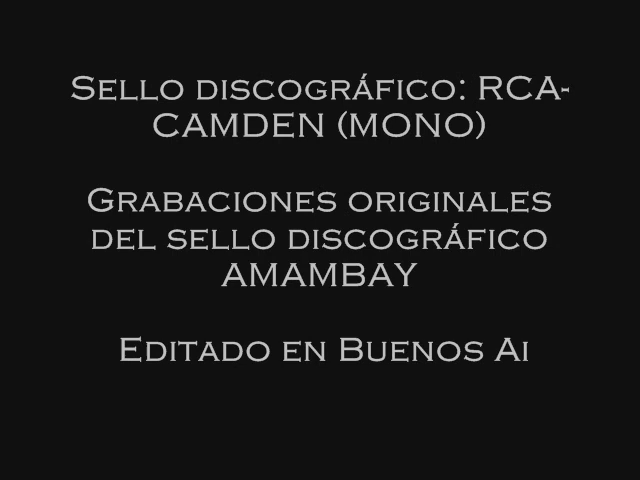 Sello discográfico: RCA-
CAMDEN (MONO)
Grabaciones originales
del sello discográfico
AMAMBAY
Editado en Buenos Ai